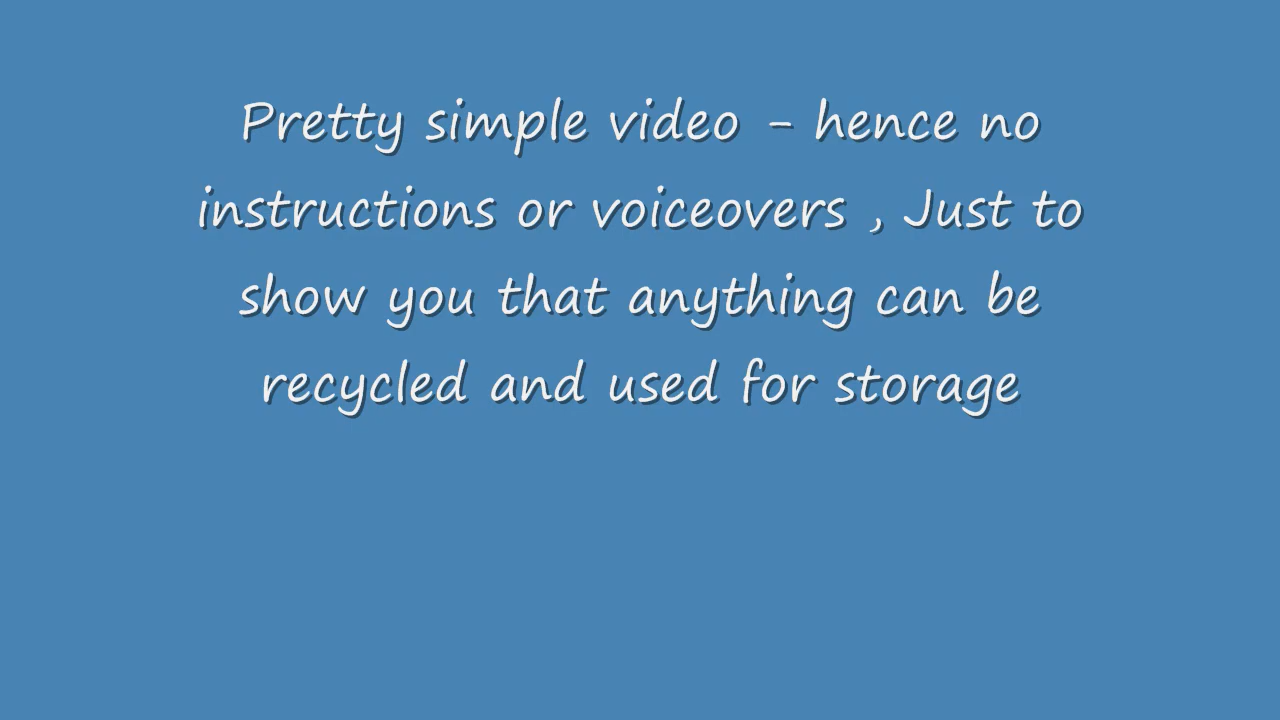 Pretty simple video - hence no
instructions or voiceovers , Just to
show you that anything can be
recycled and used for storage